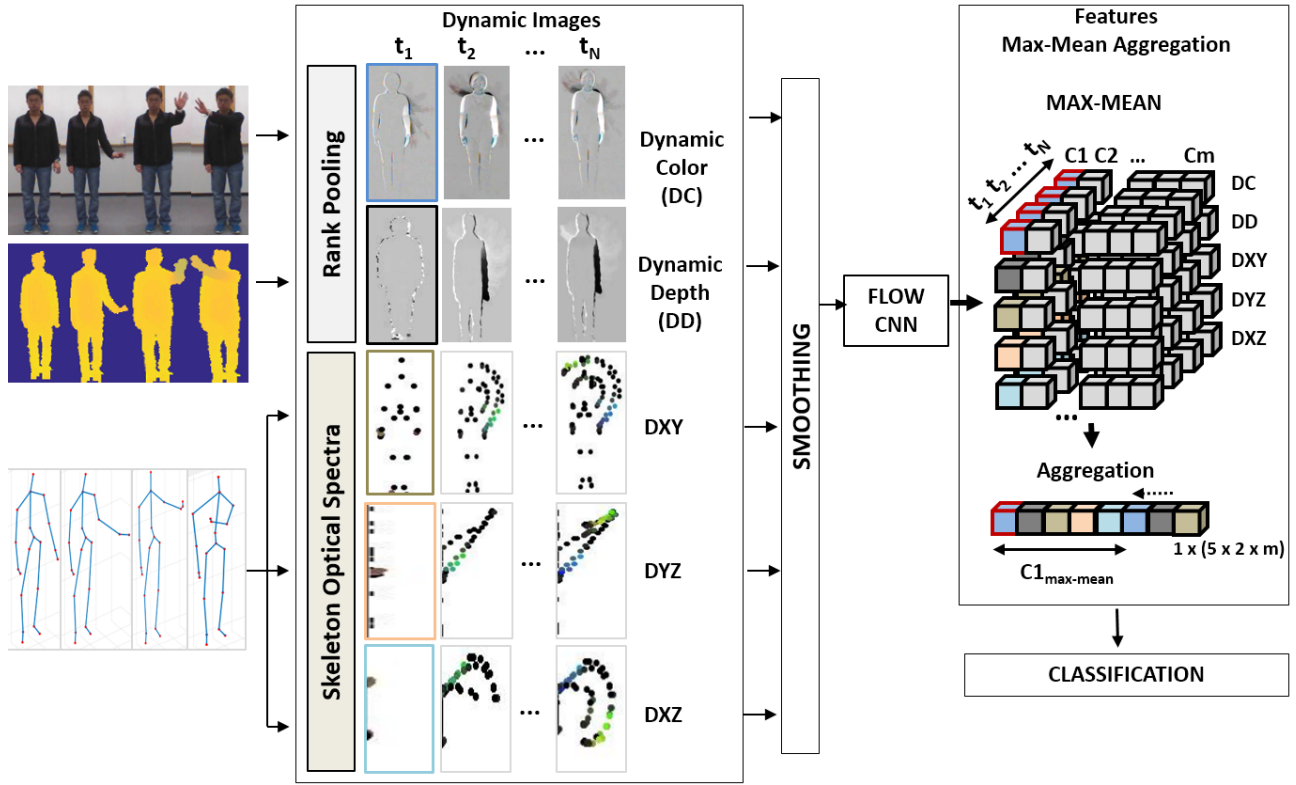 Dynamic Images
t1 t2 ... tN
Rank Pooling
...
Dynamic
Color
(DC)
...
Dynamic
Depth
(DD)
Skeleton Optical Spectra
...
DXY
...
DYZ
...
DXZ
SMOOTHING
FLOW
CNN
Features
Max-Mean Aggregation
MAX-MEAN
t1 t2 ... tN
C1 C2 ... Cm
DC
DD
DXY
DYZ
DXZ
...
Aggregation
1 x (5 x 2 x m)
C1max-mean
CLASSIFICATION